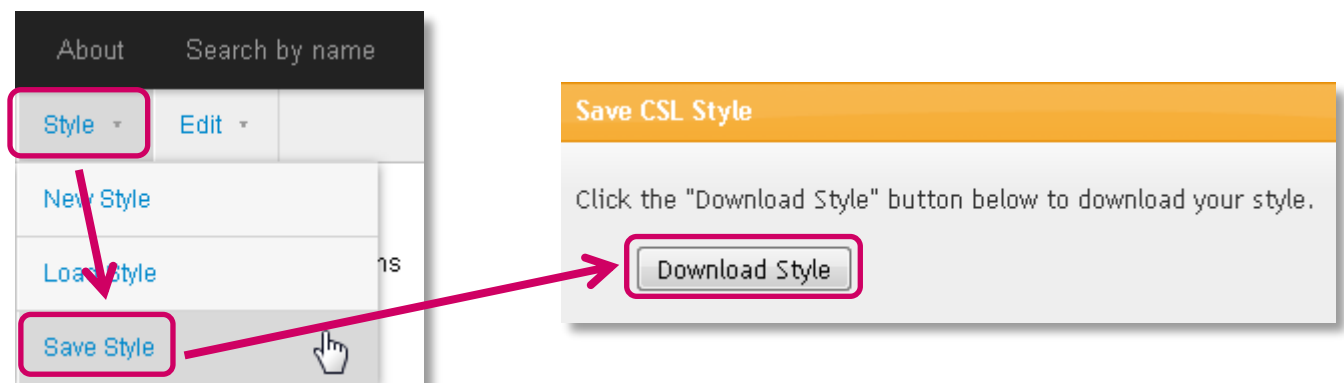 About Search by name
Style Edit
New Style
Load Style
ns
Save Style
Save CSL Style
Click the "Download Style" button below to download your style.
Download Style